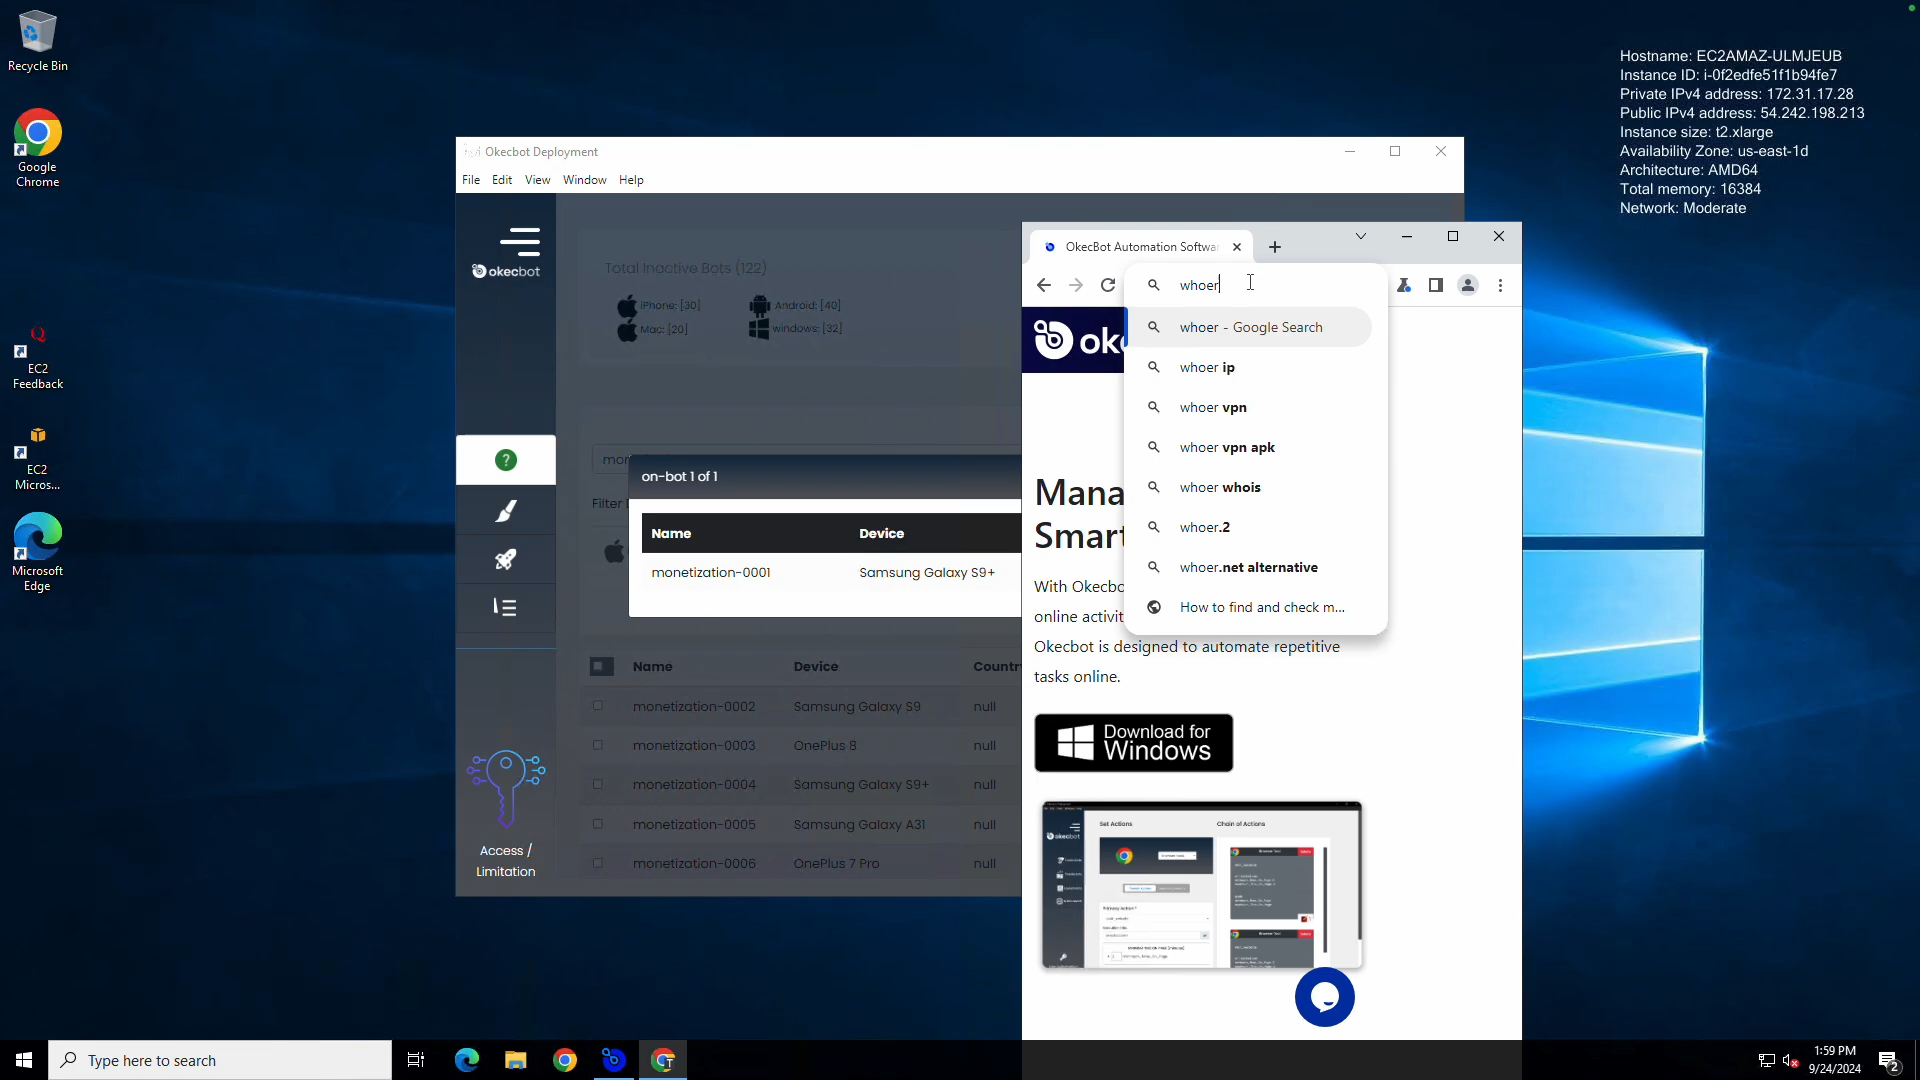 Recycle Bin
Google
Chrome
EC2
Feedback
EC2
Micros...
Microsoft
Edge
Hostname: EC2AMAZ-ULMJEUB
Instance ID: i-0f2edfe51f1b94fe7
Private IPv4 address: 172.31.17.28
Public IPv4 address: 54.242.198.213
Instance size: t2.xlarge
Availability Zone: us-east-1d
Architecture: AMD64
Total memory: 16384
Network: Moderate
Okecbot Deployment
File Edit View Window Help
okecbot
Total Inactive Bots (122)
iPhone: [30] Android: [40]
Mac: [20] windows: [32]
Filter
on-bot 1 of 1
Name Device
monetization-0001 Samsung Galaxy S9+
Name Device
monetization-0002 Samsung Galaxy S9 null
monetization-0003 OnePlus 8 null
monetization-0004 Samsung Galaxy S9+ null
monetization-0005 Samsung Galaxy A31 null
monetization-0006 OnePlus 7 Pro null
Access /
Limitation
OkecBot Automation Softwa
whoer
whoer - Google Search
whoer ip
whoer vpn
whoer vpn apk
whoer whois
whoer.2
whoer.net alternative
How to find and check m...
With
online
Okecbot is designed to automate repetitive
tasks online.
Download for
Windows
Set Actions Chain of Actions
okecbot
Type here to search
1:59 PM
9/24/2024
2